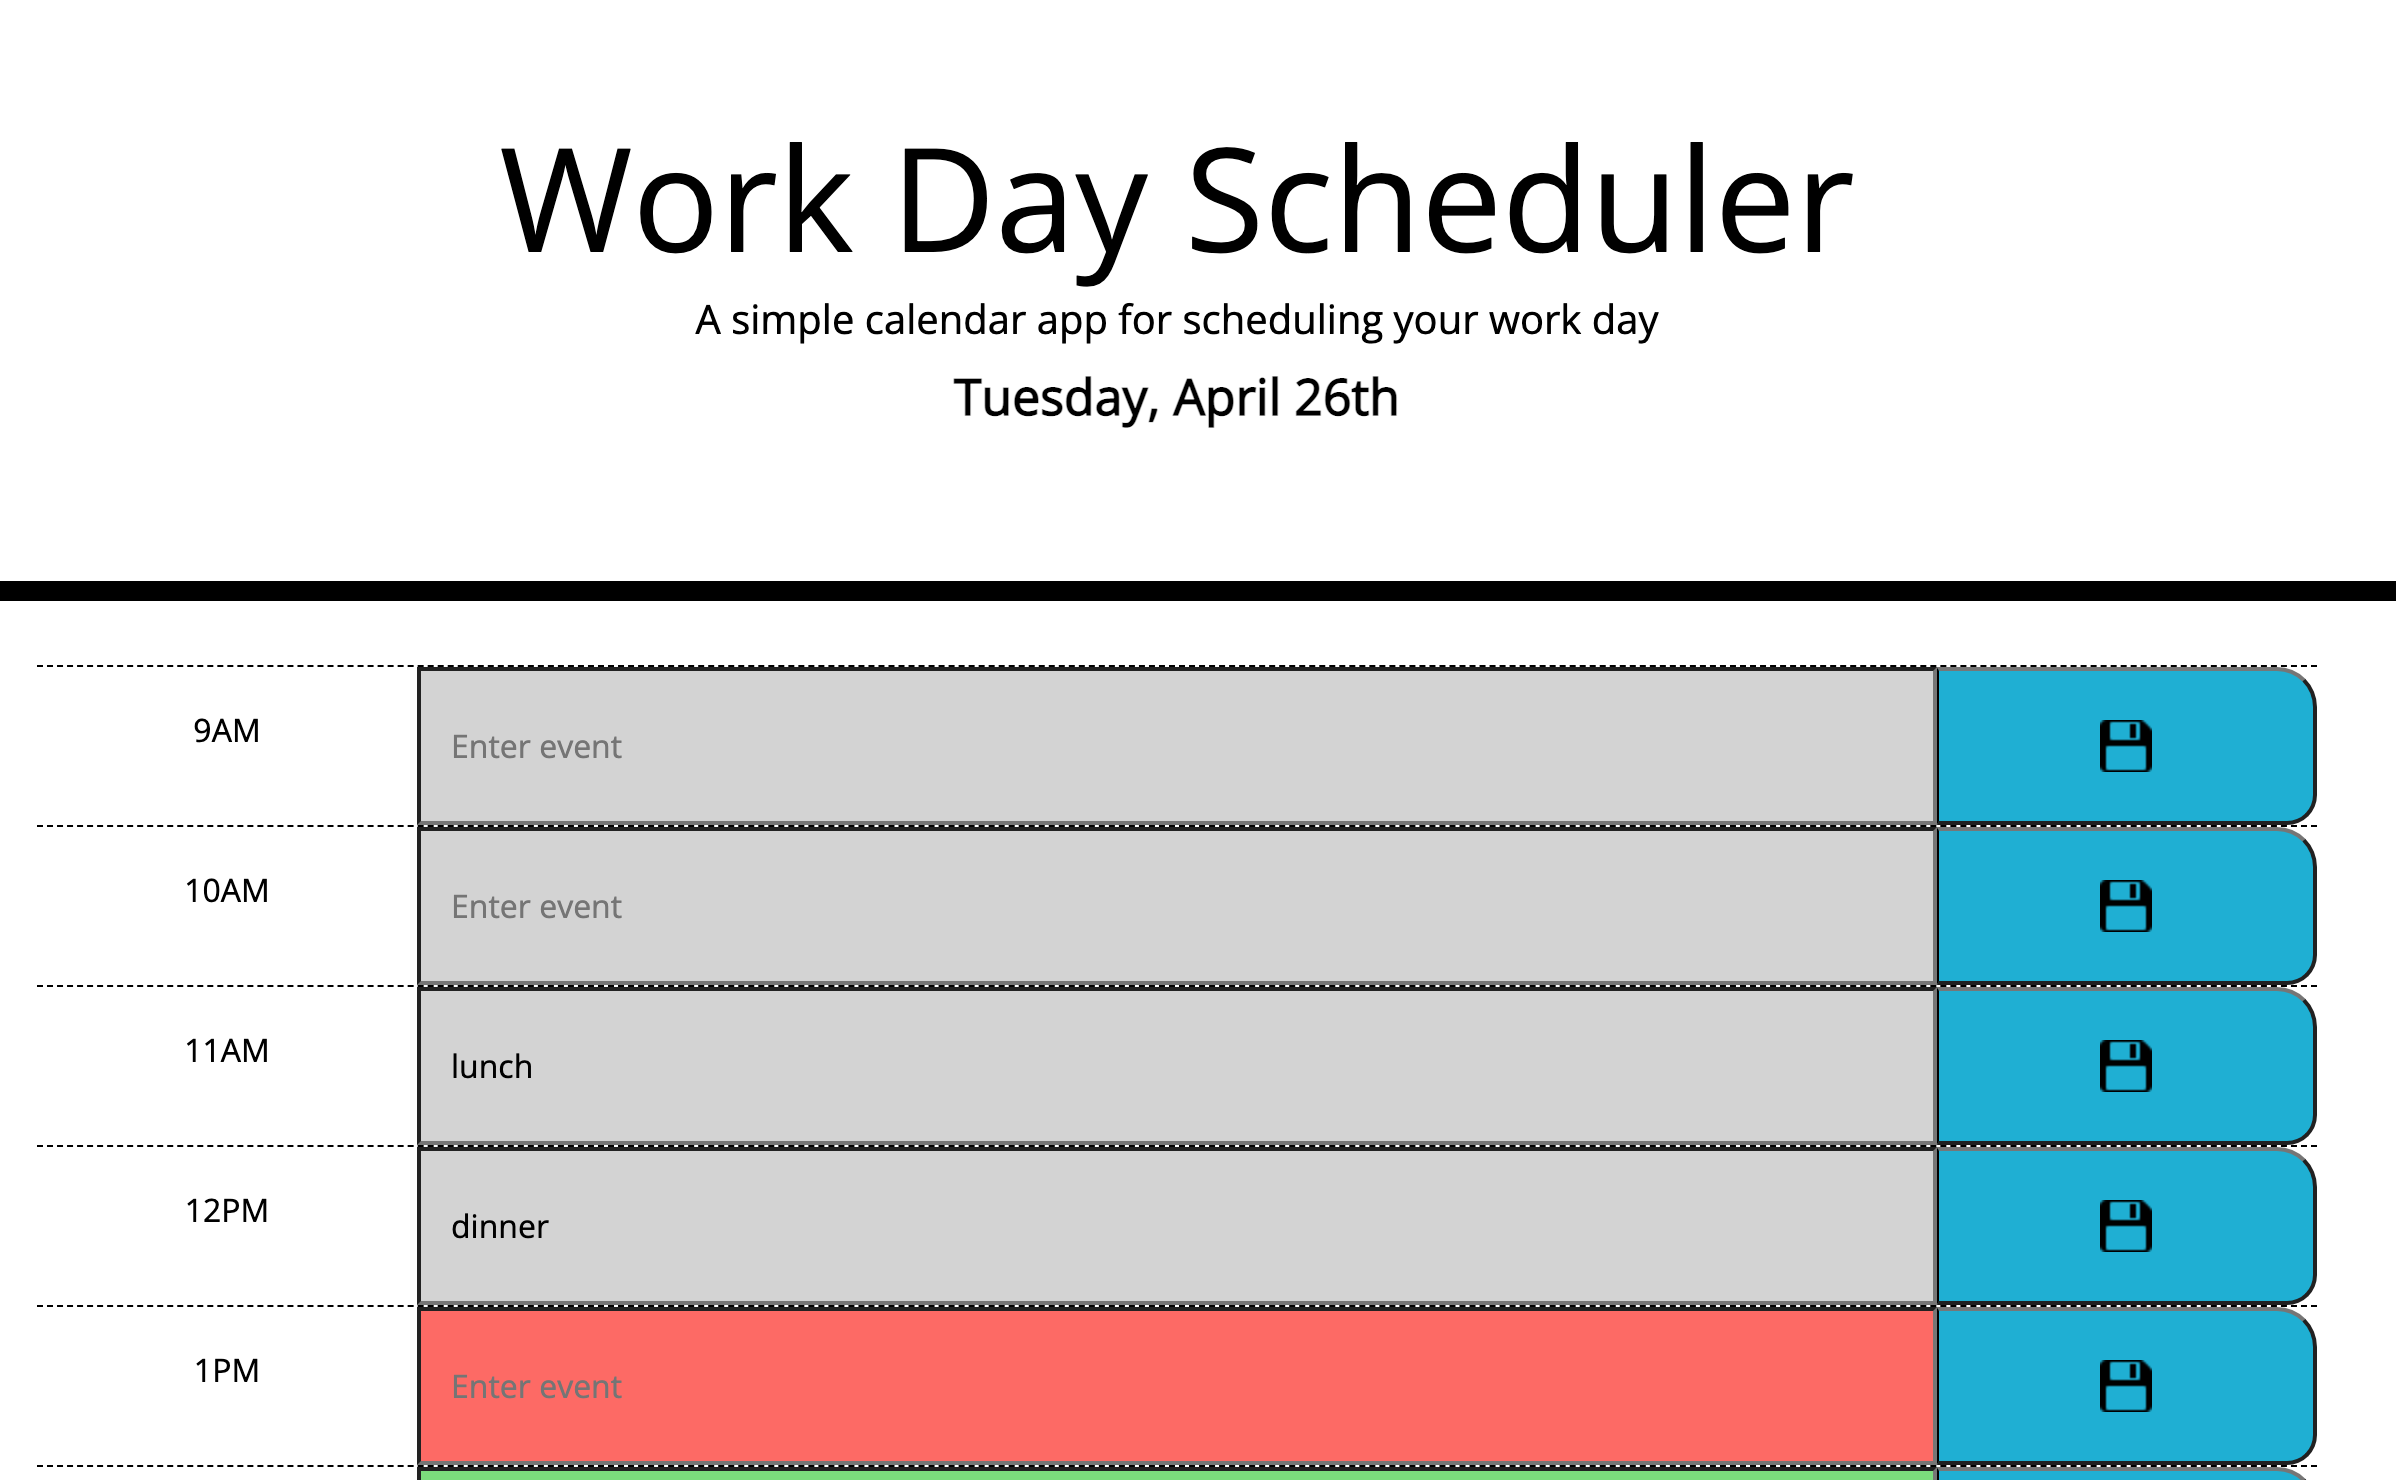 Work Day Scheduler
A simple calendar app for scheduling your work day
Tuesday, April 26th
9AM
Enter event
10AM
Enter event
11AM
lunch
12PM
dinner
1PM
Enter event